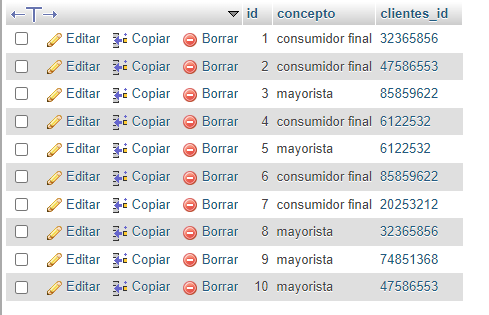 id concepto clientes_id
Editar Copiar Borrar 1 consumidor final 32365856
Editar Copiar Borrar 2 consumidor final 47586553
Editar Copiar Borrar 3 mayorista 85859622
Editar Copiar Borrar 4 consumidor final 6122532
Editar Copiar Borrar 5 mayorista 6122532
Editar Copiar Borrar 6 consumidor final 85859622
Editar Copiar Borrar 7 consumidor final 20253212
Editar Copiar Borrar 8 mayorista 32365856
Editar Copiar Borrar 9 mayorista 74851368
Editar Copiar Borrar 10 mayorista 47586553